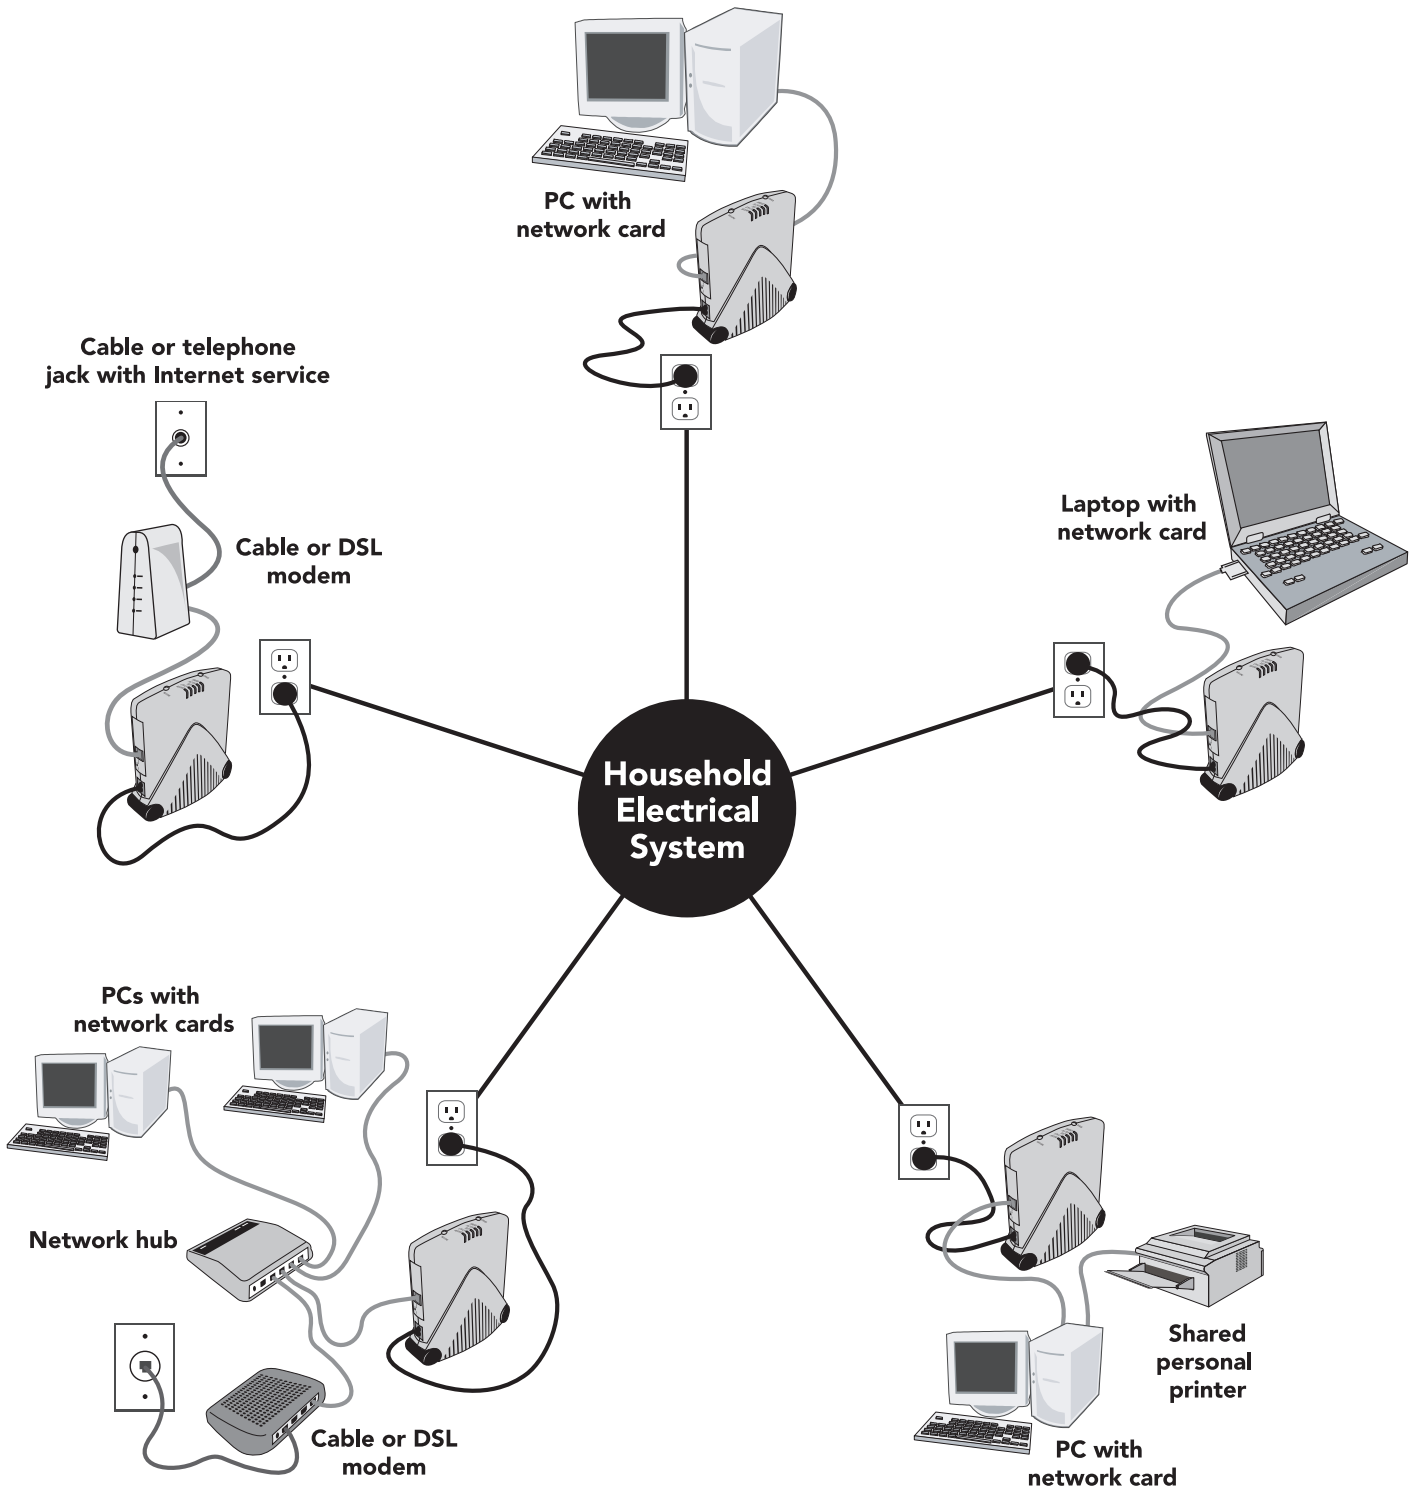 PC with
network card
Cable or telephone
jack with Internet service
Laptop with
network card
Cable or DSL
modem
Household
Electrical
System
PCs with
network cards
Network hub
Shared
personal
printer
Cable or DSL
modem
PC with
network card